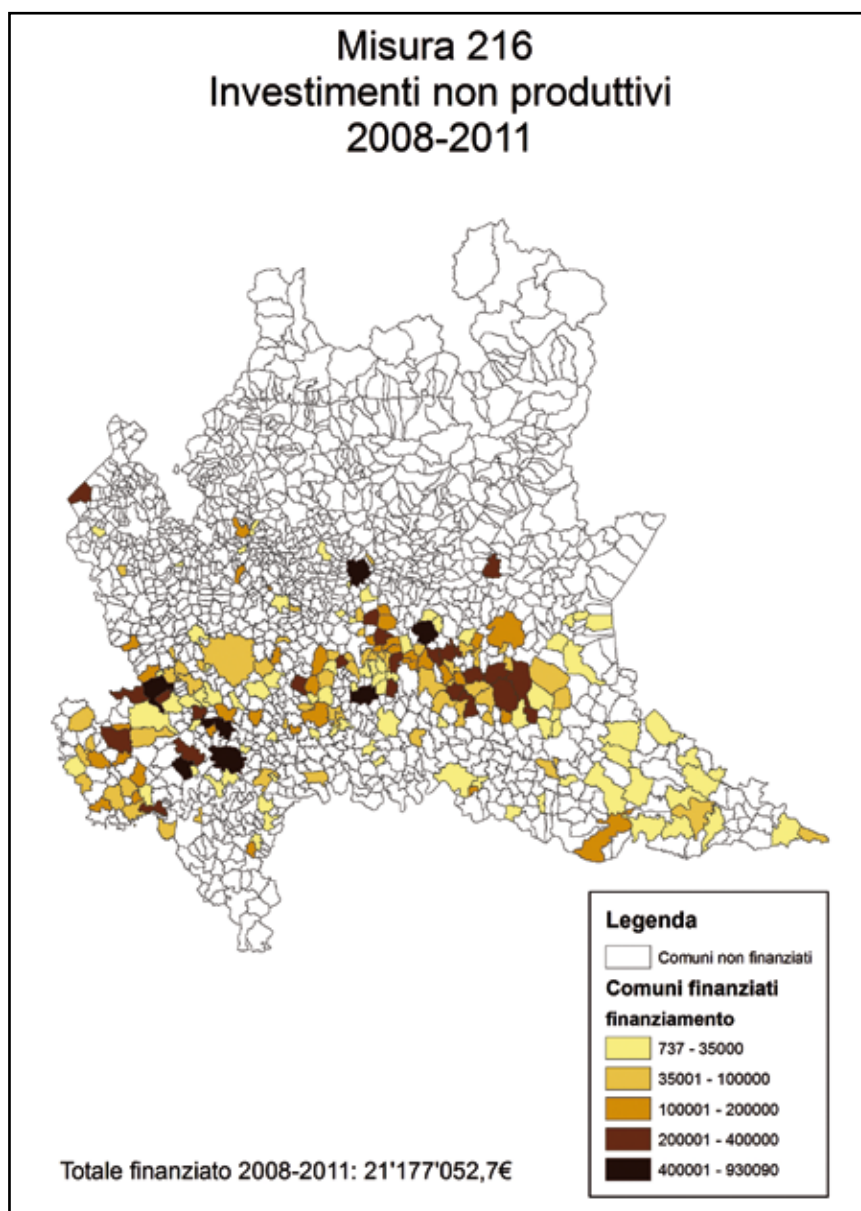 Misura 216
Investimenti non produttivi
2008-2011
Legenda
Comuni non finanziati
Comuni finanziati
finanziamento
737 - 35000
35001 - 100000
100001 - 200000
200001 - 400000
400001 - 930090
Totale finanziato 2008-2011: 21'177'052,7€